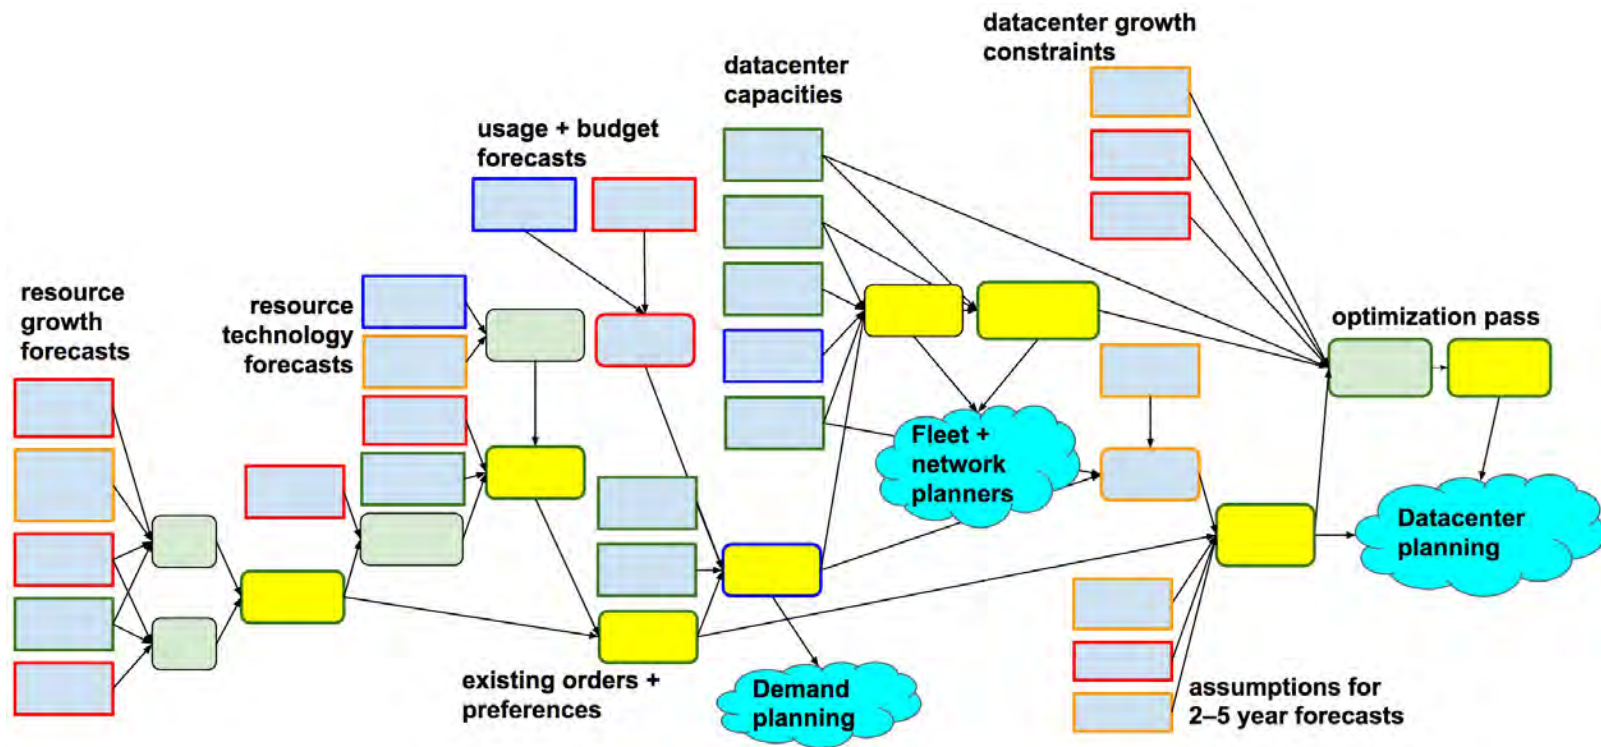 datacenter growth
constraints
datacenter
capacities
usage + budget
forecasts
resource
growth
forecasts
resource
technology
forecasts
optimization pass
Fleet +
network
planners
Datacenter
planning
existing orders +
preferences
Demand
planning
assumptions for
2–5 year forecasts